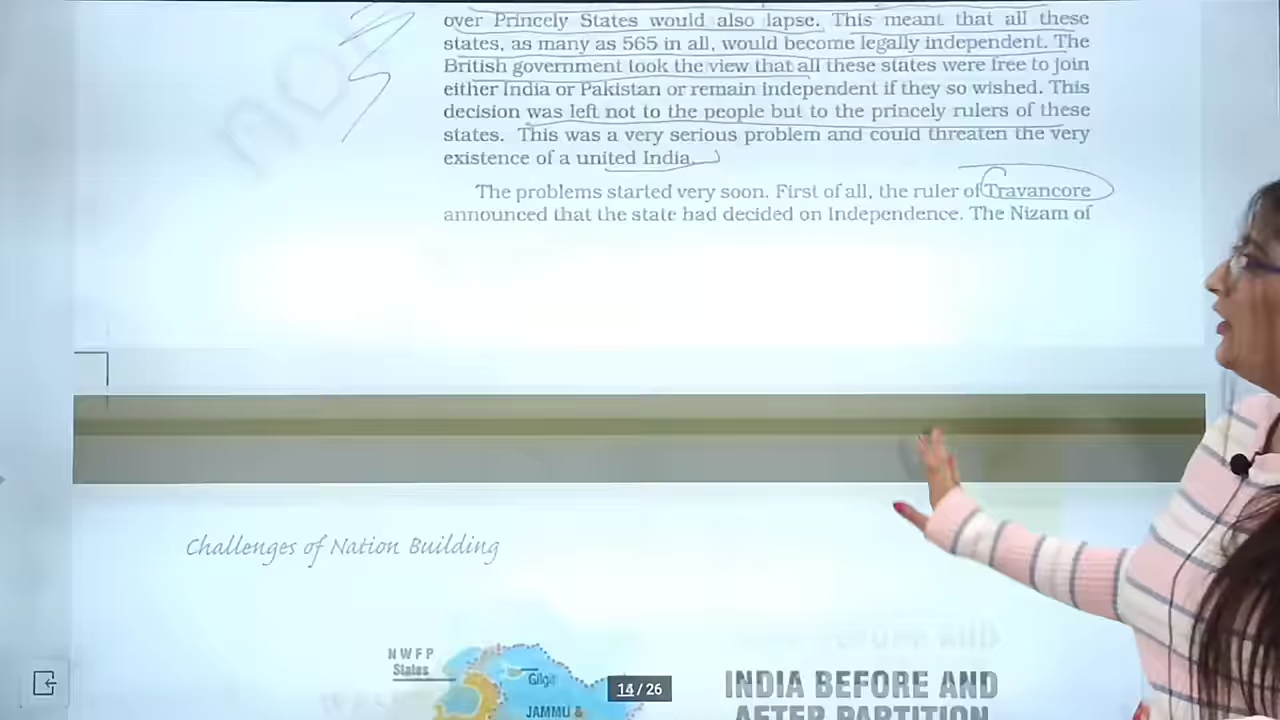 over Princely States would also lapse. This meant that all these
states, as many as 565 in all, would become legally independent. The
British government took the view that all these states were free to join
either India or Pakistan or remain independent if they so wished. This
decision was left not to the people but to the princely rulers of these
states. This was a very serious problem and could threaten the very
existence of a united India.
The problems started very soon. First of all, the ruler of Travancore
announced that the state had decided on Independence. The Nizam of
Challenges of Nation Building
NWFP
States
Gilgit
JAMMU &
14 / 26
INDIA BEFORE AND
AFTER PARTITION